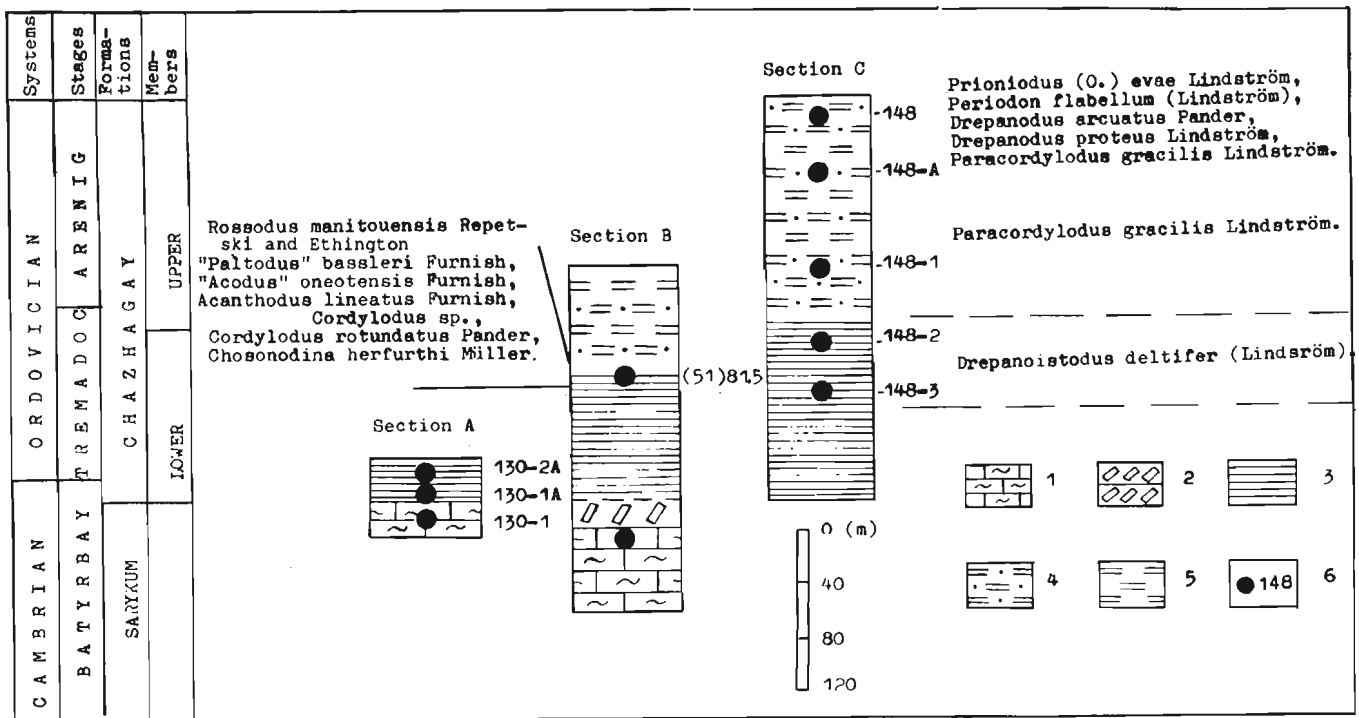 Systems
Stages
Forma-
tions
Mem-
bers
ORDOVICIAN
CAMBRIAN
ARENIG
TREMADOC
BATYRBAY
CHAZHAGAY
SARYKUM
UPPER
LOWER
Rossodus manitouensis Repet-
ski and Ethington
"Paltodus" bassleri Furnish,
"Acodus" oneotensis Furnish,
Acanthodus lineatus Furnish,
Cordylodus sp.,
Cordylodus rotundatus Pander,
Chosonodina herfurthi Müller.
Section A
130-2A
130-1A
130-1
Section B
(51)81,5
Section C
-148
-148-A
-148-1
-148-2
-148-3
Prioniodus (O.) evae Lindström,
Periodon flabellum (Lindström),
Drepanodus arcuatus Pander,
Drepanodus proteus Lindström,
Paracordylodus gracilis Lindström.
Paracordylodus gracilis Lindström.
Drepanoistodus deltifer (Lindsröm)
0 (m)
40
80
120
1
2
3
4
5
148
6